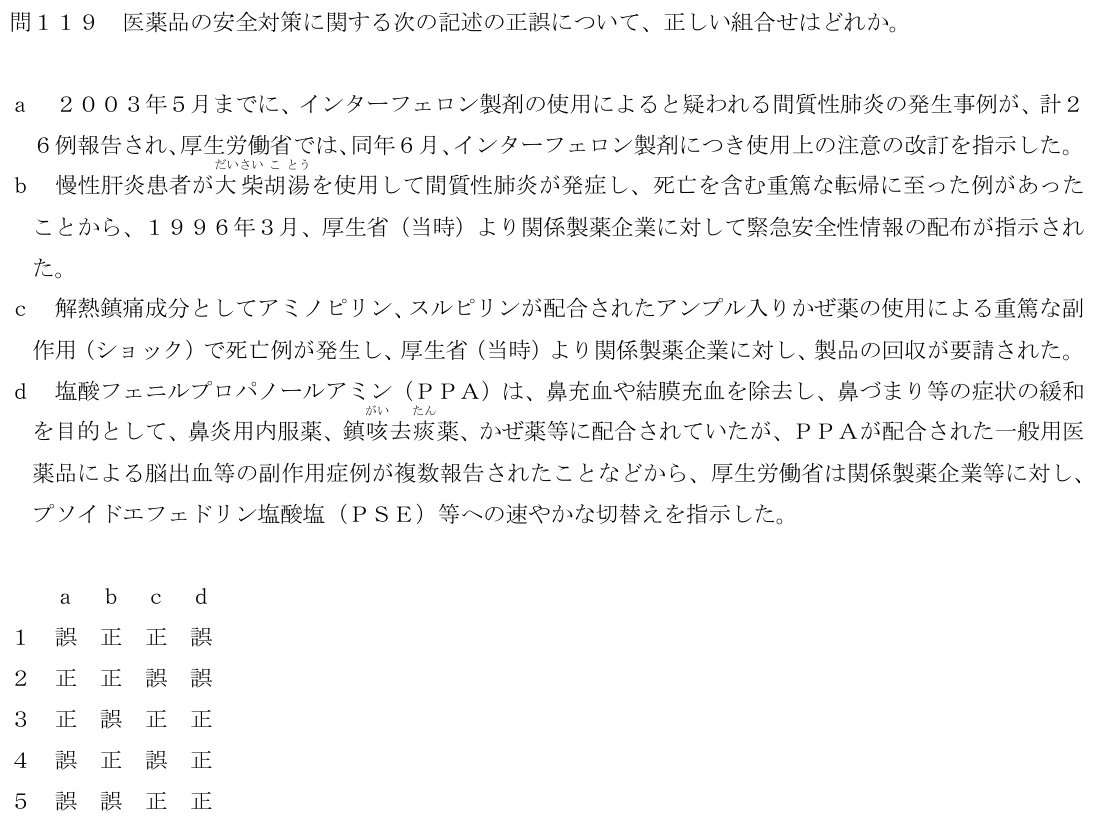 問119　医薬品の安全対策に関する次の記述の正誤について、正しい組合せはどれか。
a　2003年5月までに、インターフェロン製剤の使用によると疑われる間質性肺炎の発生事例が、計2
6例報告され、厚生労働省では、同年6月、インターフェロン製剤につき使用上の注意の改訂を指示した。
だいさいことう
b　慢性肝炎患者が大柴胡湯を使用して間質性肺炎が発症し、死亡を含む重篤な転帰に至った例があった
ことから、1996年3月、厚生省（当時）より関係製薬企業に対して緊急安全性情報の配布が指示され
た。
c　解熱鎮痛成分としてアミノピリン、スルピリンが配合されたアンプル入りかぜ薬の使用による重篤な副
作用（ショック）で死亡例が発生し、厚生省（当時）より関係製薬企業に対し、製品の回収が要請された。
d　塩酸フェニルプロパノールアミン（PPA）は、鼻充血や結膜充血を除去し、鼻づまり等の症状の緩和
がい　たん
を目的として、鼻炎用内服薬、鎮咳去痰薬、かぜ薬等に配合されていたが、PPAが配合された一般用医
薬品による脳出血等の副作用症例が複数報告されたことなどから、厚生労働省は関係製薬企業等に対し、
プソイドエフェドリン塩酸塩（PSE）等への速やかな切替えを指示した。
a　b　c　d
1　誤　正　正　誤
2　正　正　誤　誤
3　正　誤　正　正
4　誤　正　誤　正
5　誤　誤　正　正